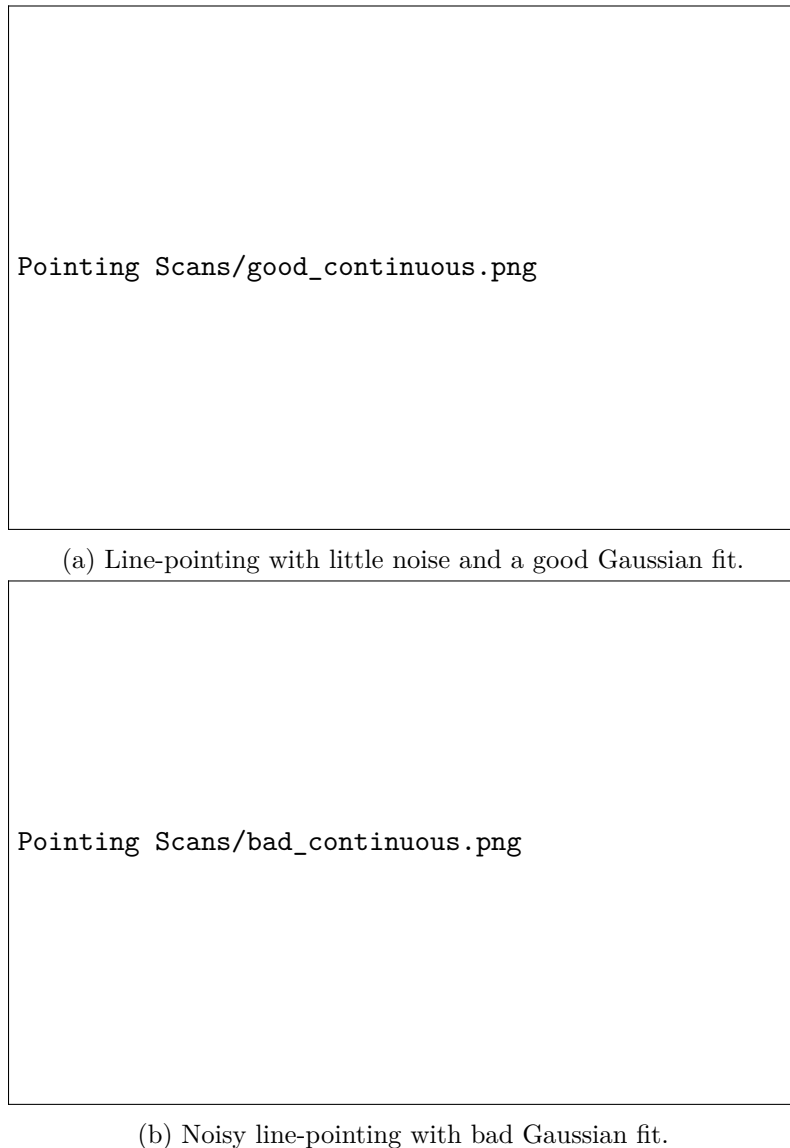 Pointing Scans/good_continuous.png
(a) Line-pointing with little noise and a good Gaussian fit.
Pointing Scans/bad_continuous.png
(b) Noisy line-pointing with bad Gaussian fit.